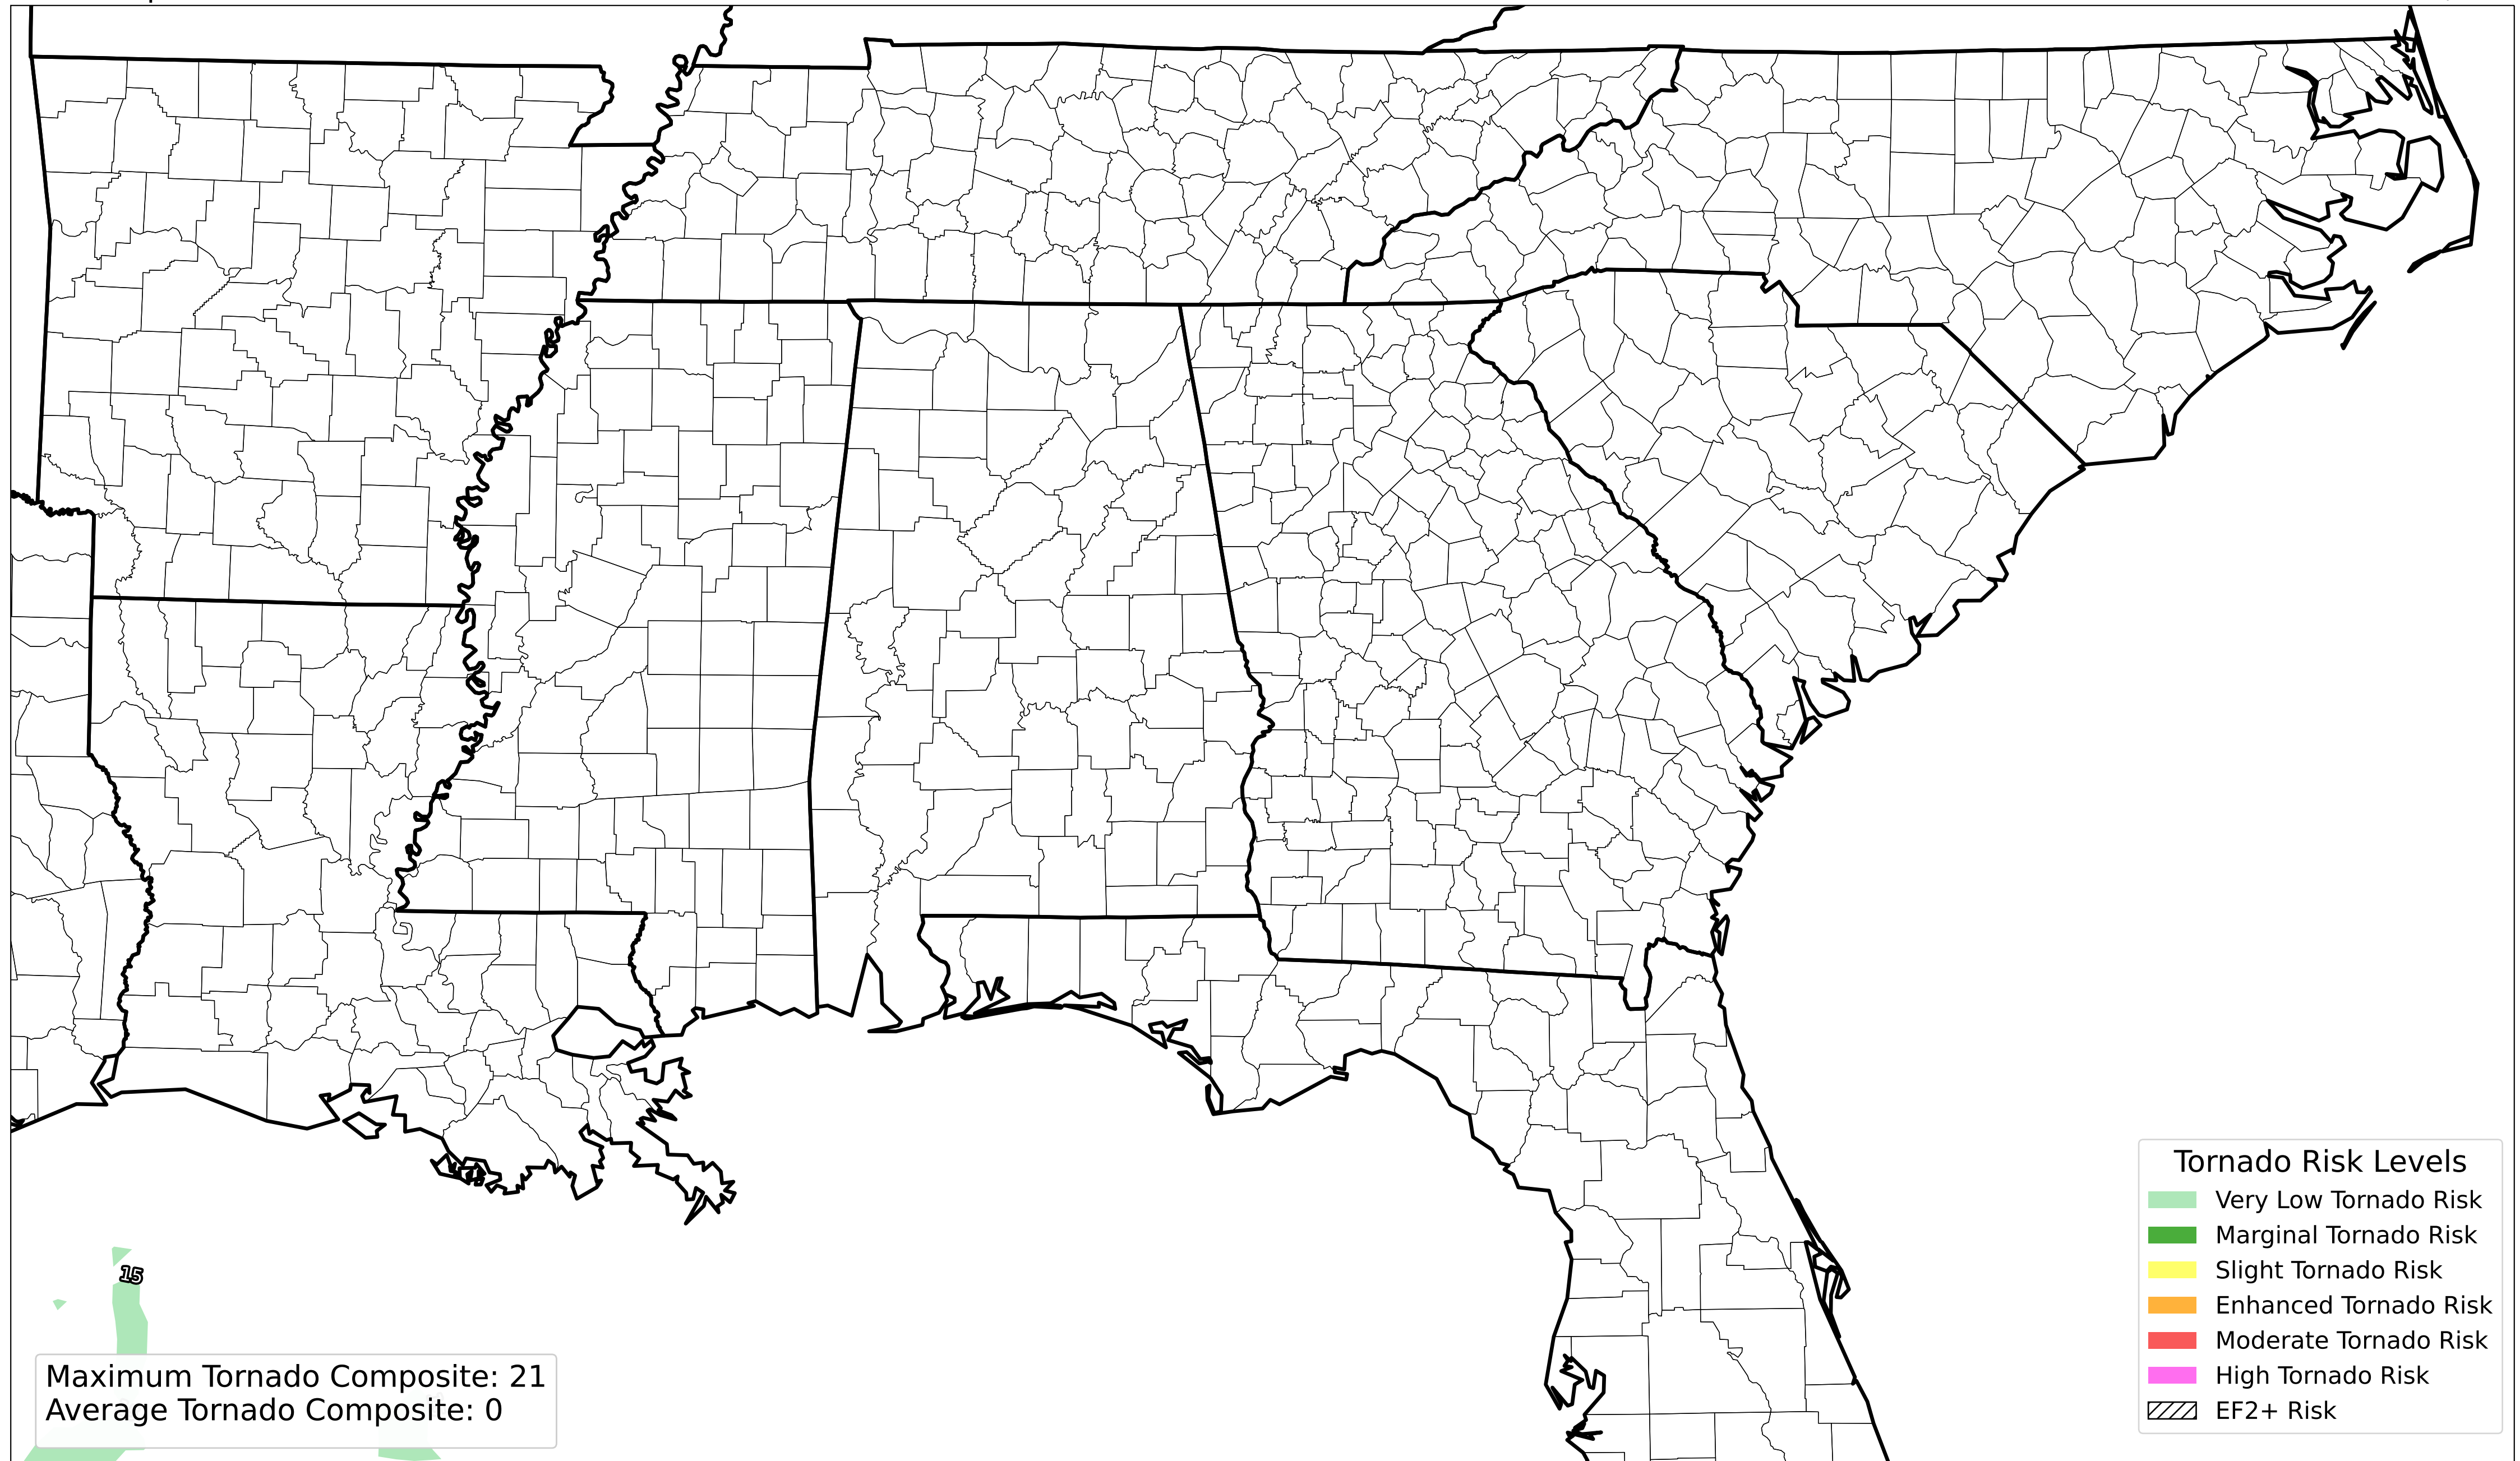 15
Maximum Tornado Composite: 21
Average Tornado Composite: 0
Tornado Risk Levels
Very Low Tornado Risk
Marginal Tornado Risk
Slight Tornado Risk
Enhanced Tornado Risk
Moderate Tornado Risk
High Tornado Risk
EF2+ Risk